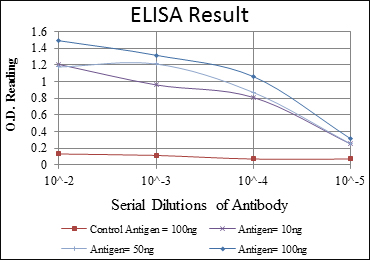 ELISA Result
1.6
1.4
1.2
1
0.8
0.6
0.4
0.2
0
O.D. Reading
10^-2 10^-3 10^-4 10^-5
Serial Dilutions of Antibody
Control Antigen = 100ng Antigen= 10ng
Antigen= 50ng Antigen= 100ng